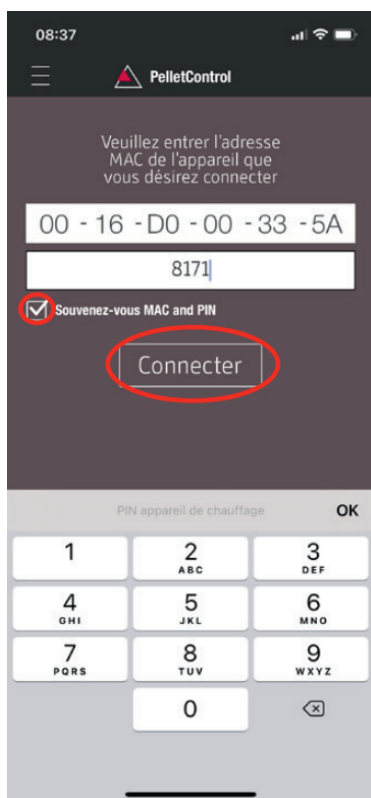 08:37
PelletControl
Veuillez entrer l'adresse
MAC de l'appareil que
vous désirez connecter
00 - 16 - D0 - 00 - 33 - 5A
8171
Souvenez-vous MAC and PIN
Connecter
PIN appareil de chauffage OK
1 2 3
ABC DEF
4 5 6
GHI JKL MNO
7 8 9
PQRS TUV WXYZ
0